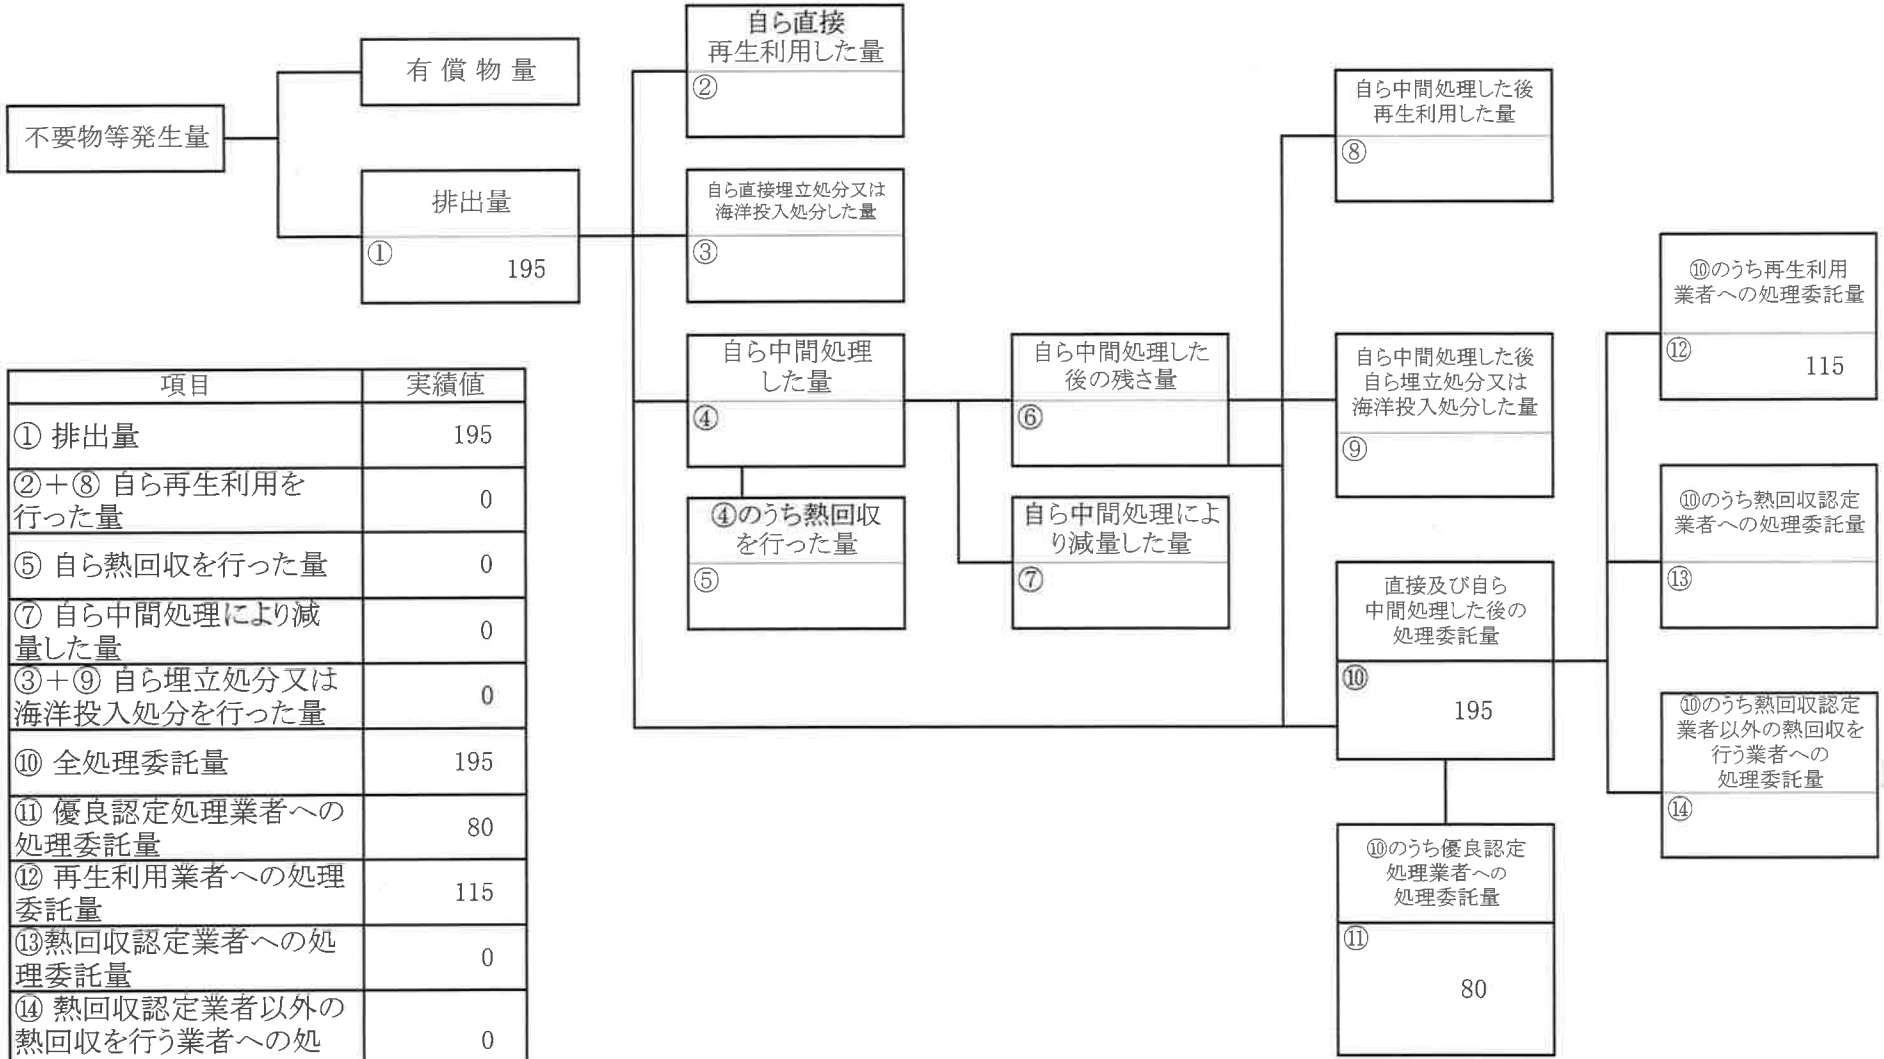 不要物等発生量
有償物量
排出量
①
195
自ら直接
再生利用した量
②
自ら直接埋立処分又は
海洋投入処分した量
③
自ら中間処理
した量
④
④のうち熱回収
を行った量
⑤
自ら中間処理した
後の残さ量
⑥
自ら中間処理によ
り減量した量
⑦
自ら中間処理した後
再生利用した量
⑧
自ら中間処理した後
自ら埋立処分又は
海洋投入処分した量
⑨
直接及び自ら
中間処理した後の
処理委託量
⑩
195
⑩のうち優良認定
処理業者への
処理委託量
⑪
80
⑩のうち再生利用
業者への処理委託量
⑫
115
⑩のうち熱回収認定
業者への処理委託量
⑬
⑩のうち熱回収認定
業者以外の熱回収を
行う業者への
処理委託量
⑭
項目 実績値
① 排出量 195
②+⑧ 自ら再生利用を
行った量 0
⑤ 自ら熱回収を行った量 0
⑦ 自ら中間処理により減
量した量 0
③+⑨ 自ら埋立処分又は
海洋投入処分を行った量 0
⑩ 全処理委託量 195
⑪ 優良認定処理業者への
処理委託量 80
⑫ 再生利用業者への処理
委託量 115
⑬熱回収認定業者への処
理委託量 0
⑭ 熱回収認定業者以外の
熱回収を行う業者への処 0